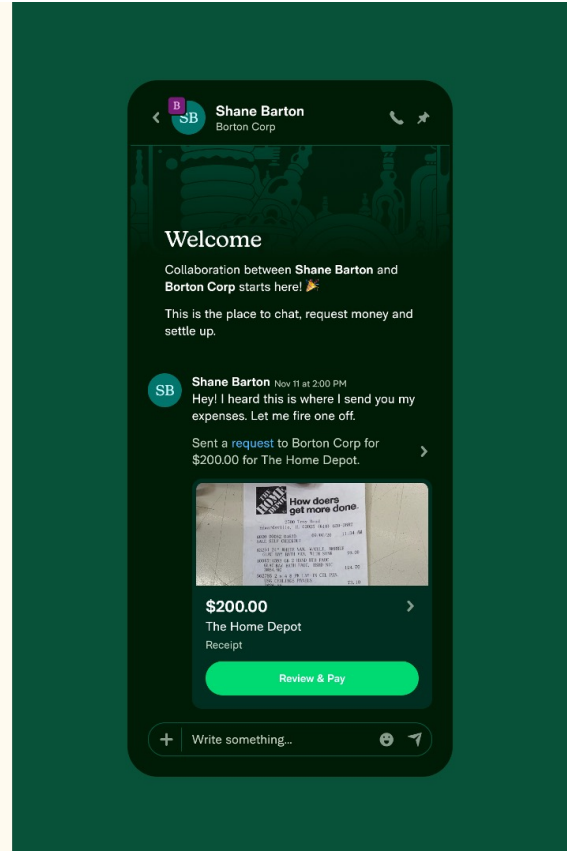 B
SB
Shane Barton
Borton Corp
Welcome
Collaboration between Shane Barton and
Borton Corp starts here! 🎉
This is the place to chat, request money and
settle up.
SB
Shane Barton Nov 11 at 2:00 PM
Hey! I heard this is where I send you my
expenses. Let me fire one off.
Sent a request to Borton Corp for
$200.00 for The Home Depot.
THE HOME DEPOT
How doers
get more done.
$200.00
The Home Depot
Receipt
Review & Pay
Write something...